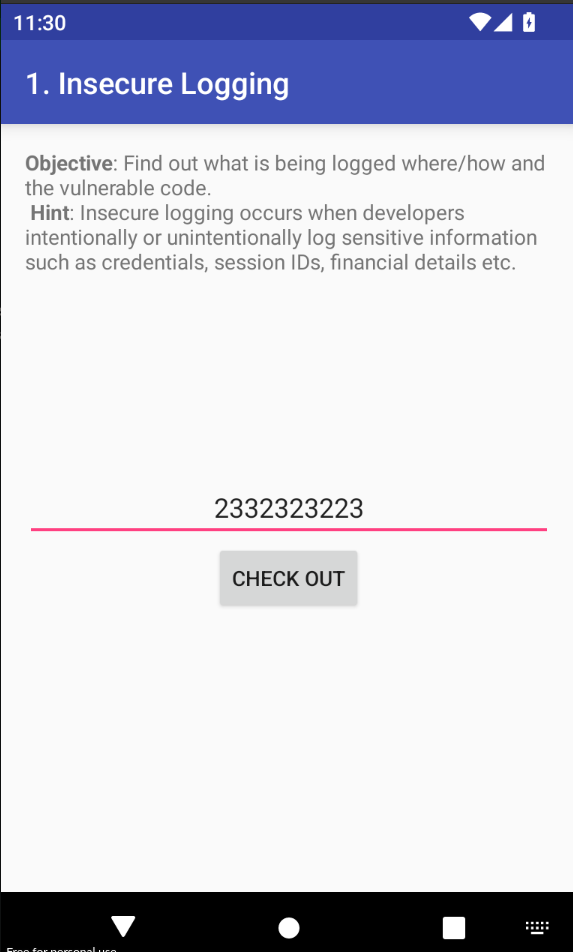 11:30
1. Insecure Logging
Objective: Find out what is being logged where/how and
the vulnerable code.
Hint: Insecure logging occurs when developers
intentionally or unintentionally log sensitive information
such as credentials, session IDs, financial details etc.
2332323223
CHECK OUT
Free for personal use